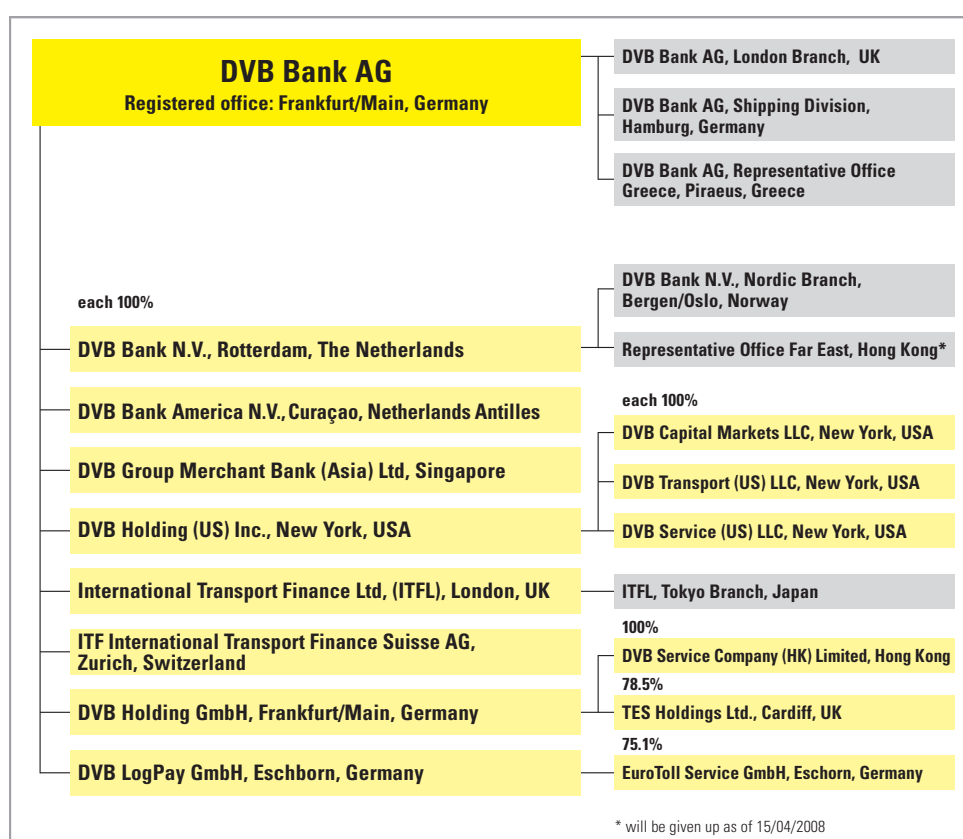 DVB Bank AG
Registered office: Frankfurt/Main, Germany
DVB Bank AG, London Branch, UK
DVB Bank AG, Shipping Division,
Hamburg, Germany
DVB Bank AG, Representative Office
Greece, Piraeus, Greece
each 100%
DVB Bank N.V., Rotterdam, The Netherlands
DVB Bank N.V., Nordic Branch,
Bergen/Oslo, Norway
Representative Office Far East, Hong Kong*
DVB Bank America N.V., Curaçao, Netherlands Antilles
DVB Group Merchant Bank (Asia) Ltd, Singapore
DVB Holding (US) Inc., New York, USA
each 100%
DVB Capital Markets LLC, New York, USA
DVB Transport (US) LLC, New York, USA
DVB Service (US) LLC, New York, USA
International Transport Finance Ltd, (ITFL), London, UK
ITFL, Tokyo Branch, Japan
ITF International Transport Finance Suisse AG,
Zurich, Switzerland
DVB Holding GmbH, Frankfurt/Main, Germany
100%
DVB Service Company (HK) Limited, Hong Kong
78.5%
TES Holdings Ltd., Cardiff, UK
DVB LogPay GmbH, Eschborn, Germany
75.1%
EuroToll Service GmbH, Eschorn, Germany
* will be given up as of 15/04/2008